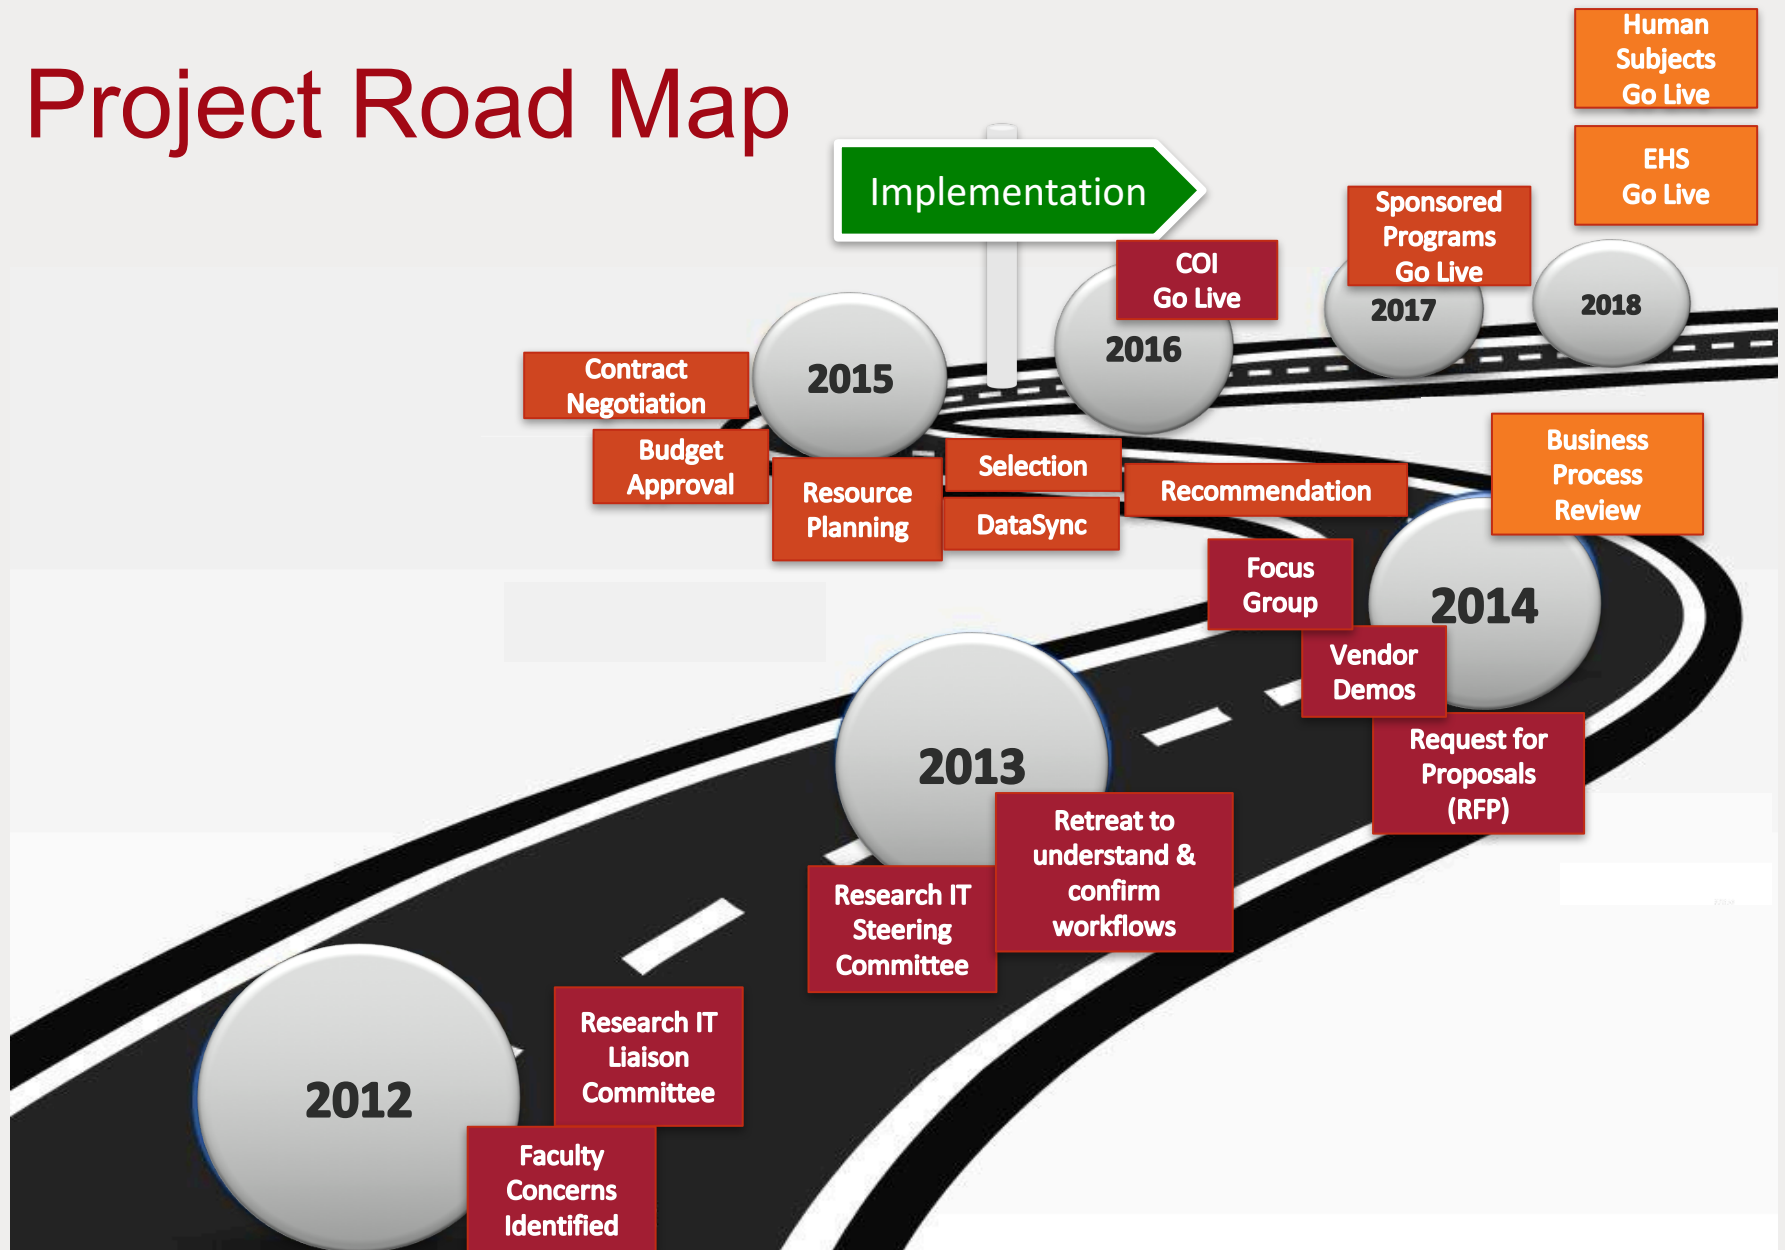 Project Road Map
Human
Subjects
Go Live
EHS
Go Live
Implementation
Sponsored
Programs
Go Live
COI
Go Live
2018
2017
2016
2015
Contract
Negotiation
Budget
Approval
Resource
Planning
Selection
DataSync
Recommendation
Business
Process
Review
2014
Focus
Group
Vendor
Demos
Request for
Proposals
(RFP)
2013
Retreat to
understand &
confirm
workflows
Research IT
Steering
Committee
Research IT
Liaison
Committee
2012
Faculty
Concerns
Identified